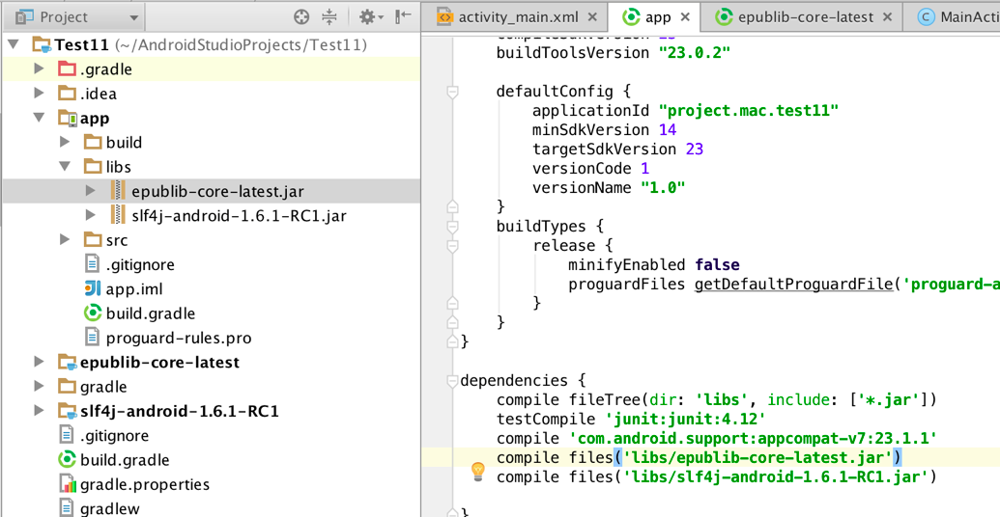 Project
Test11 (~/AndroidStudioProjects/Test11)
.gradle
.idea
app
build
libs
epublib-core-latest.jar
slf4j-android-1.6.1-RC1.jar
src
.gitignore
app.iml
build.gradle
proguard-rules.pro
epublib-core-latest
gradle
slf4j-android-1.6.1-RC1
.gitignore
build.gradle
gradle.properties
gradlew
activity_main.xml
app
epublib-core-latest
MainActi
buildToolsVersion "23.0.2"
defaultConfig {
applicationId "project.mac.test11"
minSdkVersion 14
targetSdkVersion 23
versionCode 1
versionName "1.0"
}
buildTypes {
release {
minifyEnabled false
proguardFiles getDefaultProguardFile('proguard-a
}
}
}
dependencies {
compile fileTree(dir: 'libs', include: ['*.jar'])
testCompile 'junit:junit:4.12'
compile 'com.android.support:appcompat-v7:23.1.1'
compile files('libs/epublib-core-latest.jar')
compile files('libs/slf4j-android-1.6.1-RC1.jar')
}